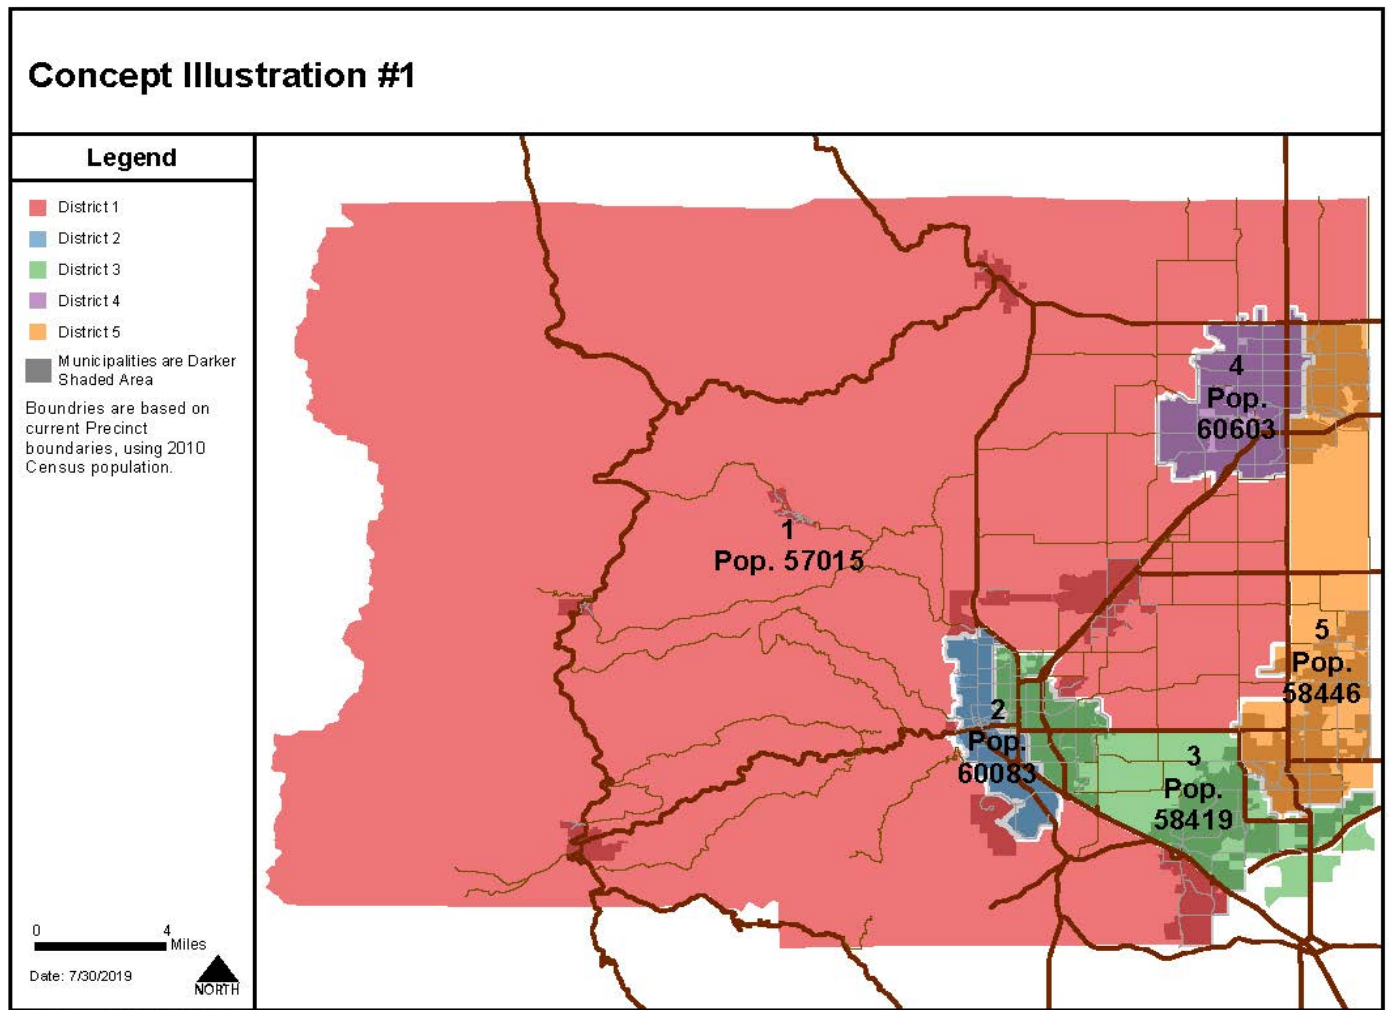 Concept Illustration #1
Legend
District 1
District 2
District 3
District 4
District 5
Municipalities are Darker
Shaded Area
Boundries are based on
current Precinct
boundaries, using 2010
Census population.
0 4
Miles
Date: 7/30/2019
NORTH
4
Pop.
60603
1
Pop. 57015
5
Pop.
58446
2
Pop.
60083
3
Pop.
58419